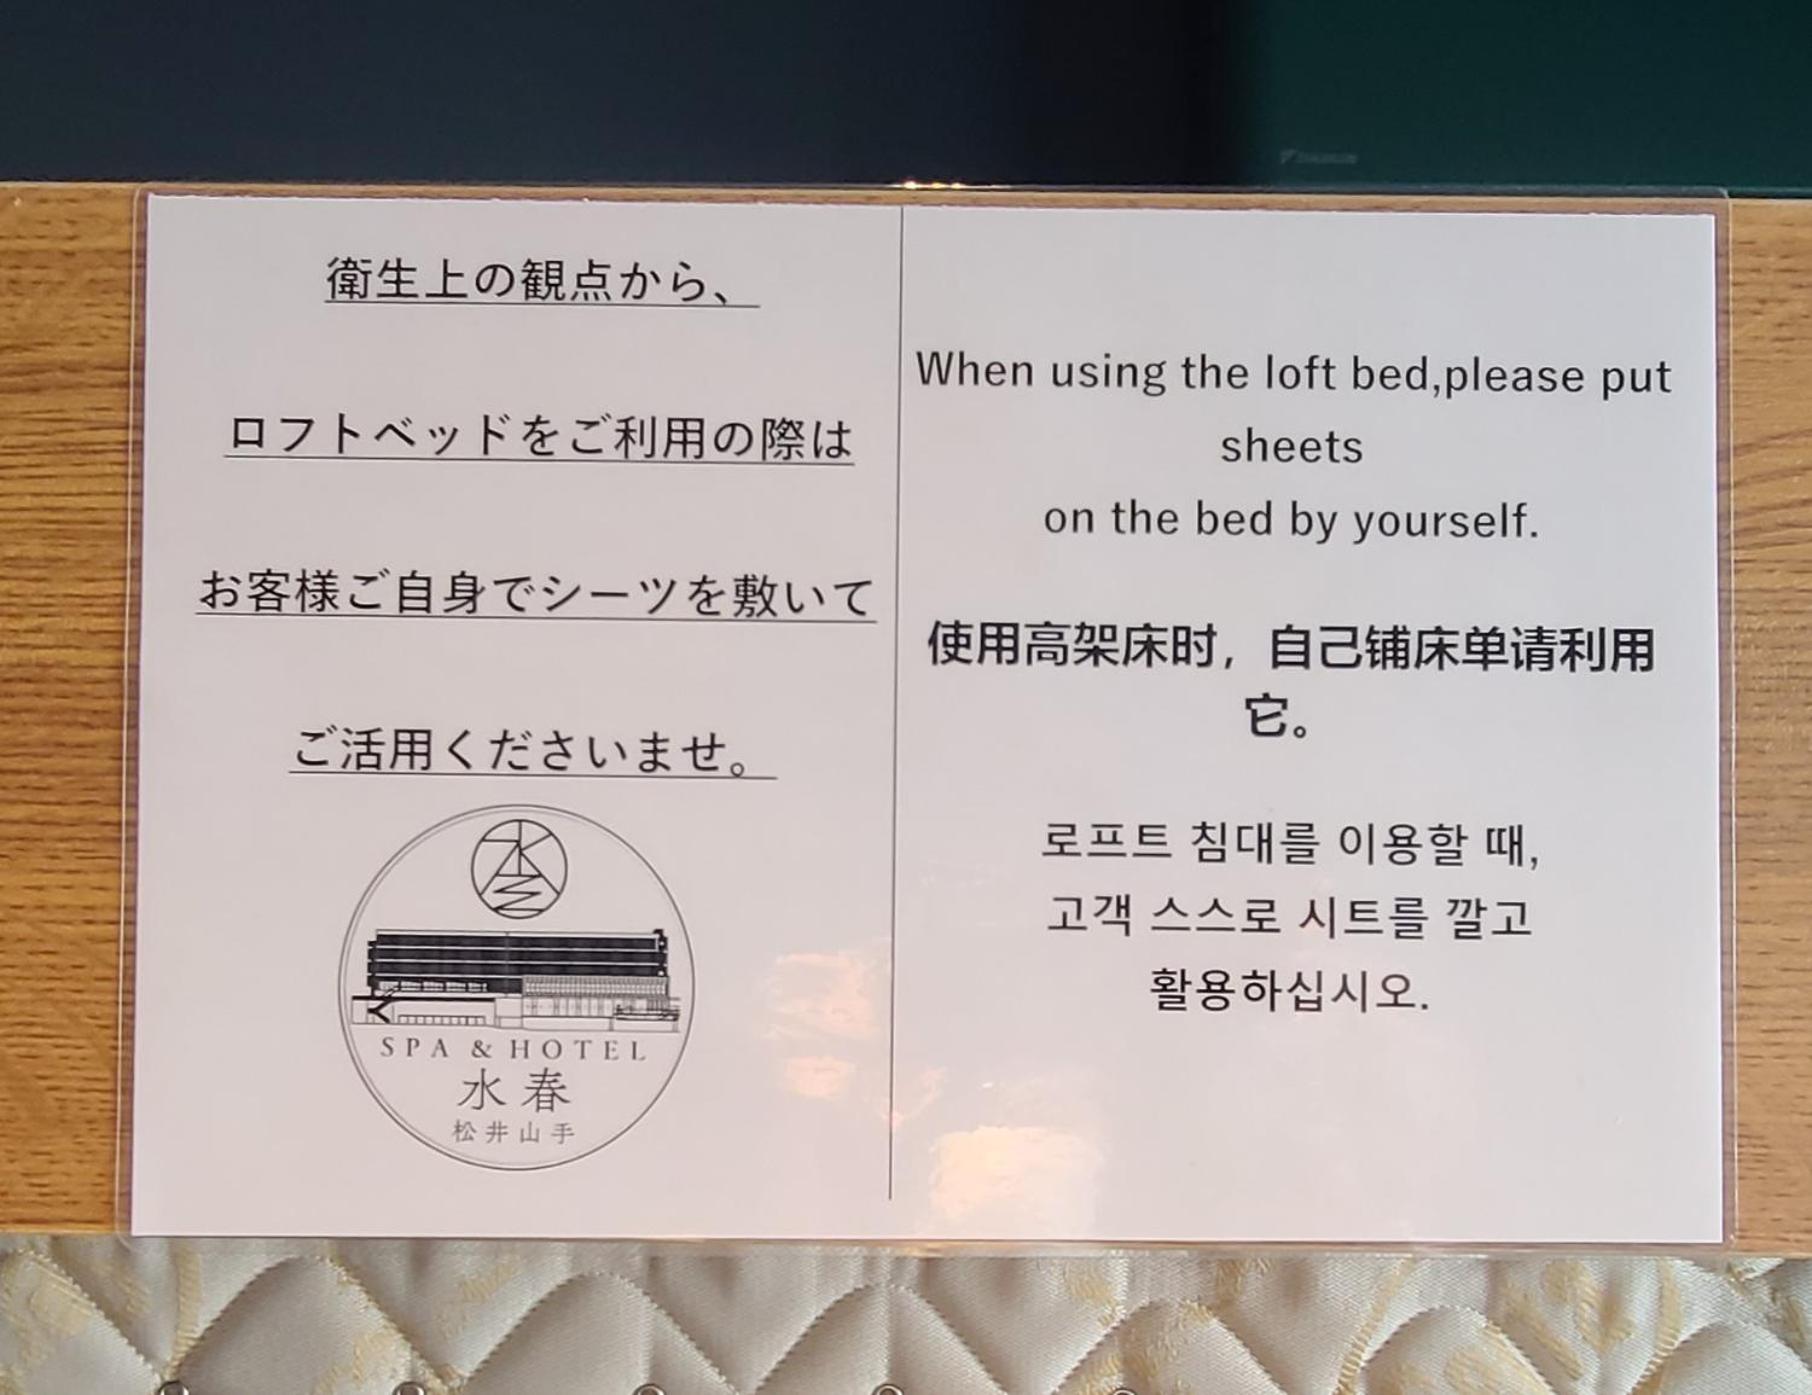 衛生上の観点から、
ロフトベッドをご利用の際は
お客様ご自身でシーツを敷いて
ご活用くださいませ。
SPA & HOTEL
水春
松井山手
When using the loft bed,please put
sheets
on the bed by yourself.
使用高架床时，自己铺床单请利用
它。
로프트 침대를 이용할 때,
고객 스스로 시트를 깔고
활용하십시오.